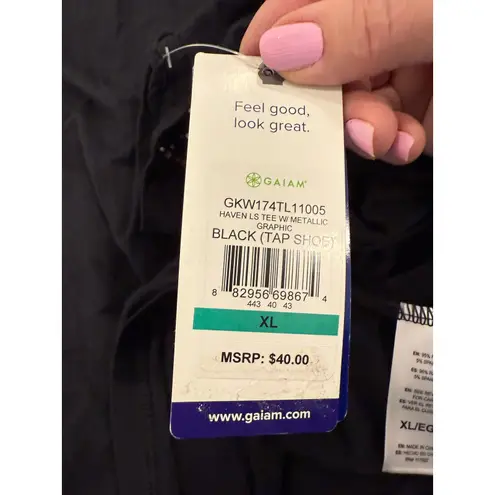 Feel good,
look great.
GAIAM
GKW174TL11005
HAVEN LS TEE W/ METALLIC
GRAPHIC
BLACK (TAP SHOE)
8 82956 69867 4
443 40 43
XL
MSRP: $40.00
www.gaiam.com
XL/EG